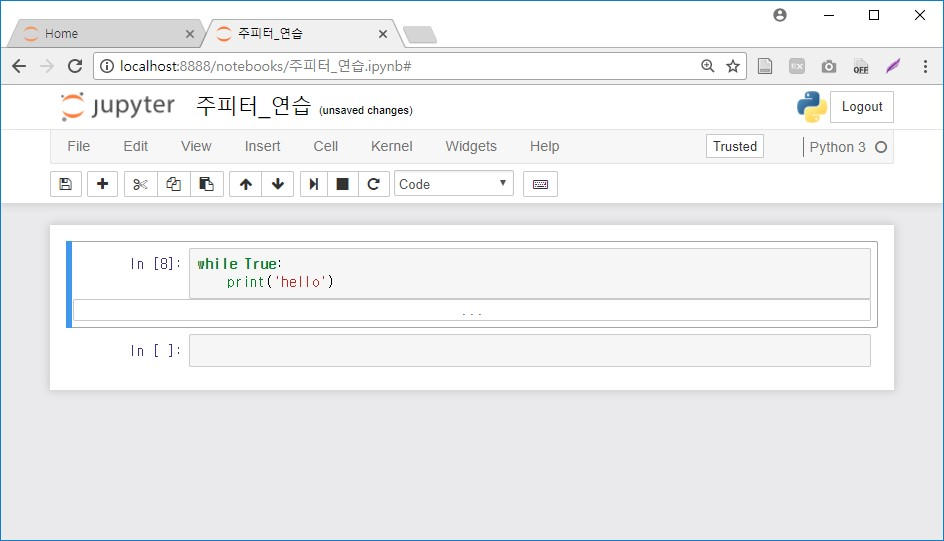 Home
주피터_연습
localhost:8888/notebooks/주피터_연습.ipynb#
OFF
jupyter 주피터_연습 (unsaved changes)
Logout
File Edit View Insert Cell Kernel Widgets Help
Trusted
Python 3
Code
In [8]: while True:
print('hello')
...
In [ ]: